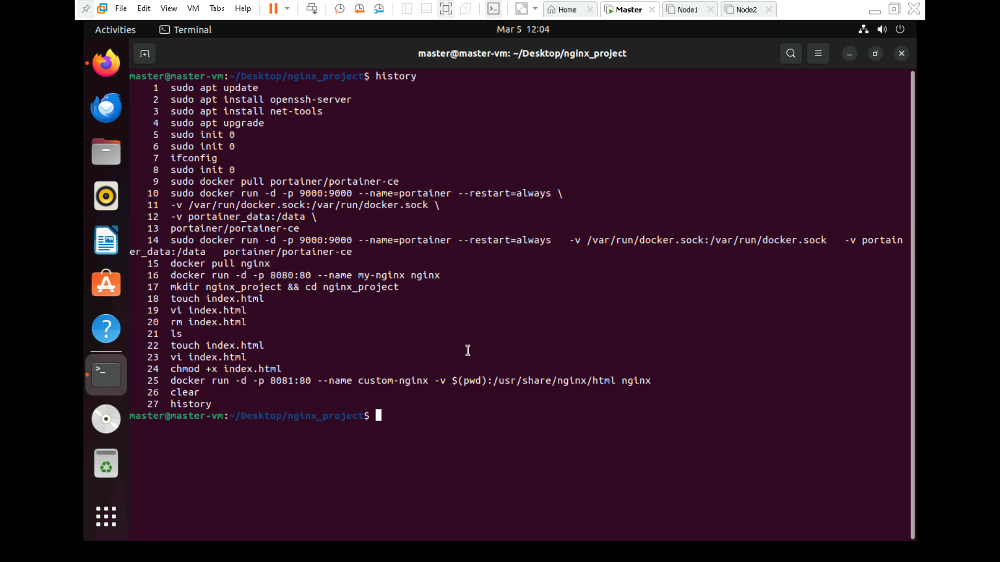 File Edit View VM Tabs Help Home Master Node1 Node2
Activities Terminal Mar 5 12:04
master@master-vm: ~/Desktop/nginx_project
master@master-vm:~/Desktop/nginx_project$ history
1 sudo apt update
2 sudo apt install openssh-server
3 sudo apt install net-tools
4 sudo apt upgrade
5 sudo init 0
6 sudo init 0
7 ifconfig
8 sudo init 0
9 sudo docker pull portainer/portainer-ce
10 sudo docker run -d -p 9000:9000 --name=portainer --restart=always \
11 -v /var/run/docker.sock:/var/run/docker.sock \
12 -v portainer_data:/data \
13 portainer/portainer-ce
14 sudo docker run -d -p 9000:9000 --name=portainer --restart=always   -v /var/run/docker.sock:/var/run/docker.sock   -v portain
er_data:/data   portainer/portainer-ce
15 docker pull nginx
16 docker run -d -p 8080:80 --name my-nginx nginx
17 mkdir nginx_project && cd nginx_project
18 touch index.html
19 vi index.html
20 rm index.html
21 ls
22 touch index.html
23 vi index.html
24 chmod +x index.html
25 docker run -d -p 8081:80 --name custom-nginx -v $(pwd):/usr/share/nginx/html nginx
26 clear
27 history
master@master-vm:~/Desktop/nginx_project$